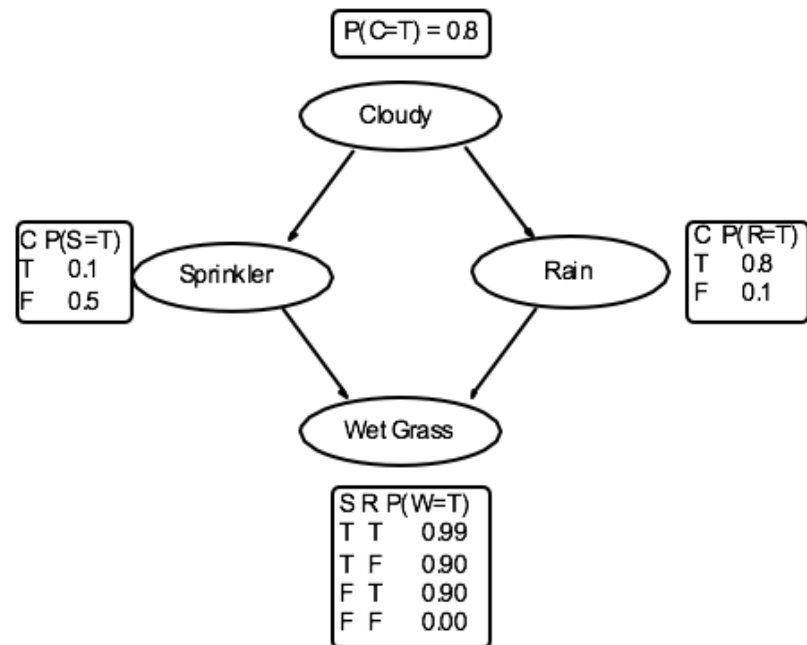 P(C=T) = 0.8
Cloudy
C P(S=T)
T 0.1
F 0.5
Sprinkler
Rain
C P(R=T)
T 0.8
F 0.1
Wet Grass
S R P(W=T)
T T 0.99
T F 0.90
F T 0.90
F F 0.00